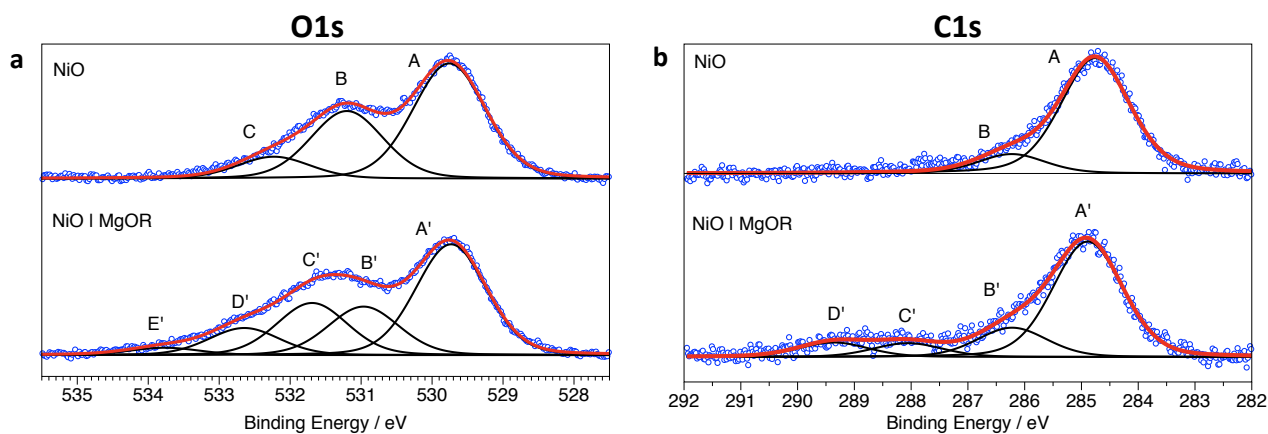 O1s
a
NiO
A
B
C
NiO I MgOR
A'
B'
C'
D'
E'
535 534 533 532 531 530 529 528
Binding Energy / eV
C1s
b
NiO
A
B
NiO I MgOR
A'
B'
C'
D'
292 291 290 289 288 287 286 285 284 283 282
Binding Energy / eV